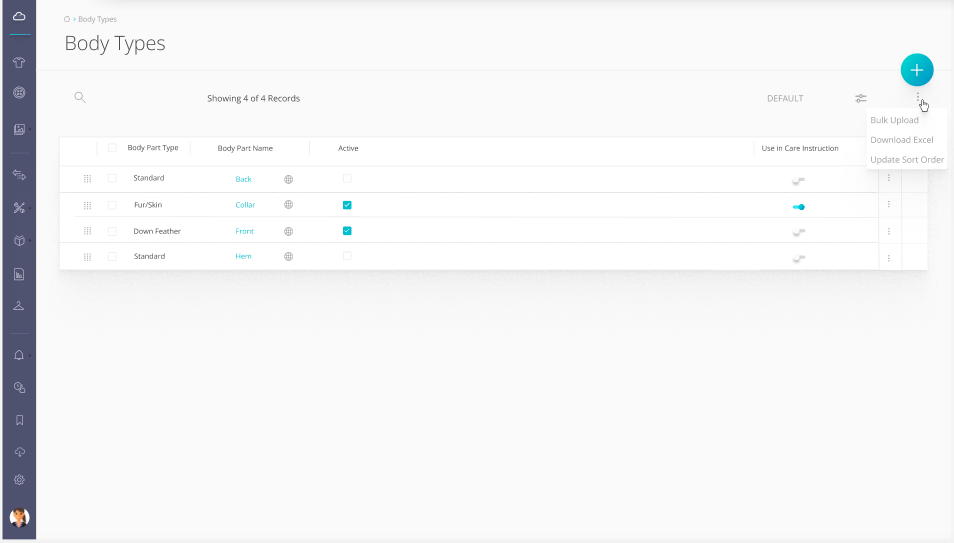 > Body Types
Body Types
Showing 4 of 4 Records
DEFAULT
Bulk Upload
Download Excel
Update Sort Order
Body Part Type Body Part Name Active Use in Care Instruction
Standard Back
Fur/Skin Collar
Down Feather Front
Standard Hem